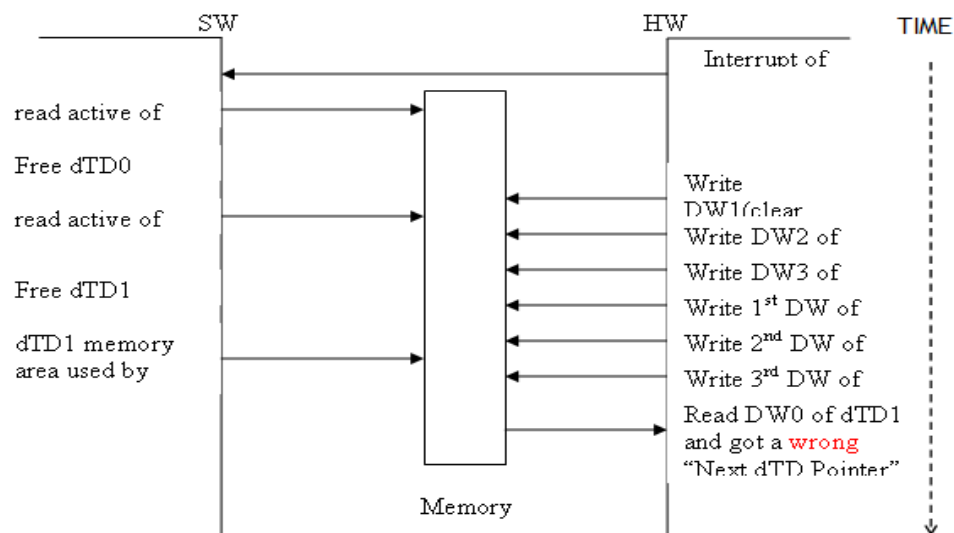 SW
HW
TIME
Interrupt of
read active of
Free dTD0
Write
DW1(clear
read active of
Write DW2 of
Write DW3 of
Free dTD1
Write 1st DW of
dTD1 memory
area used by
Write 2nd DW of
Write 3rd DW of
Read DW0 of dTD1
and got a wrong
“Next dTD Pointer”
Memory